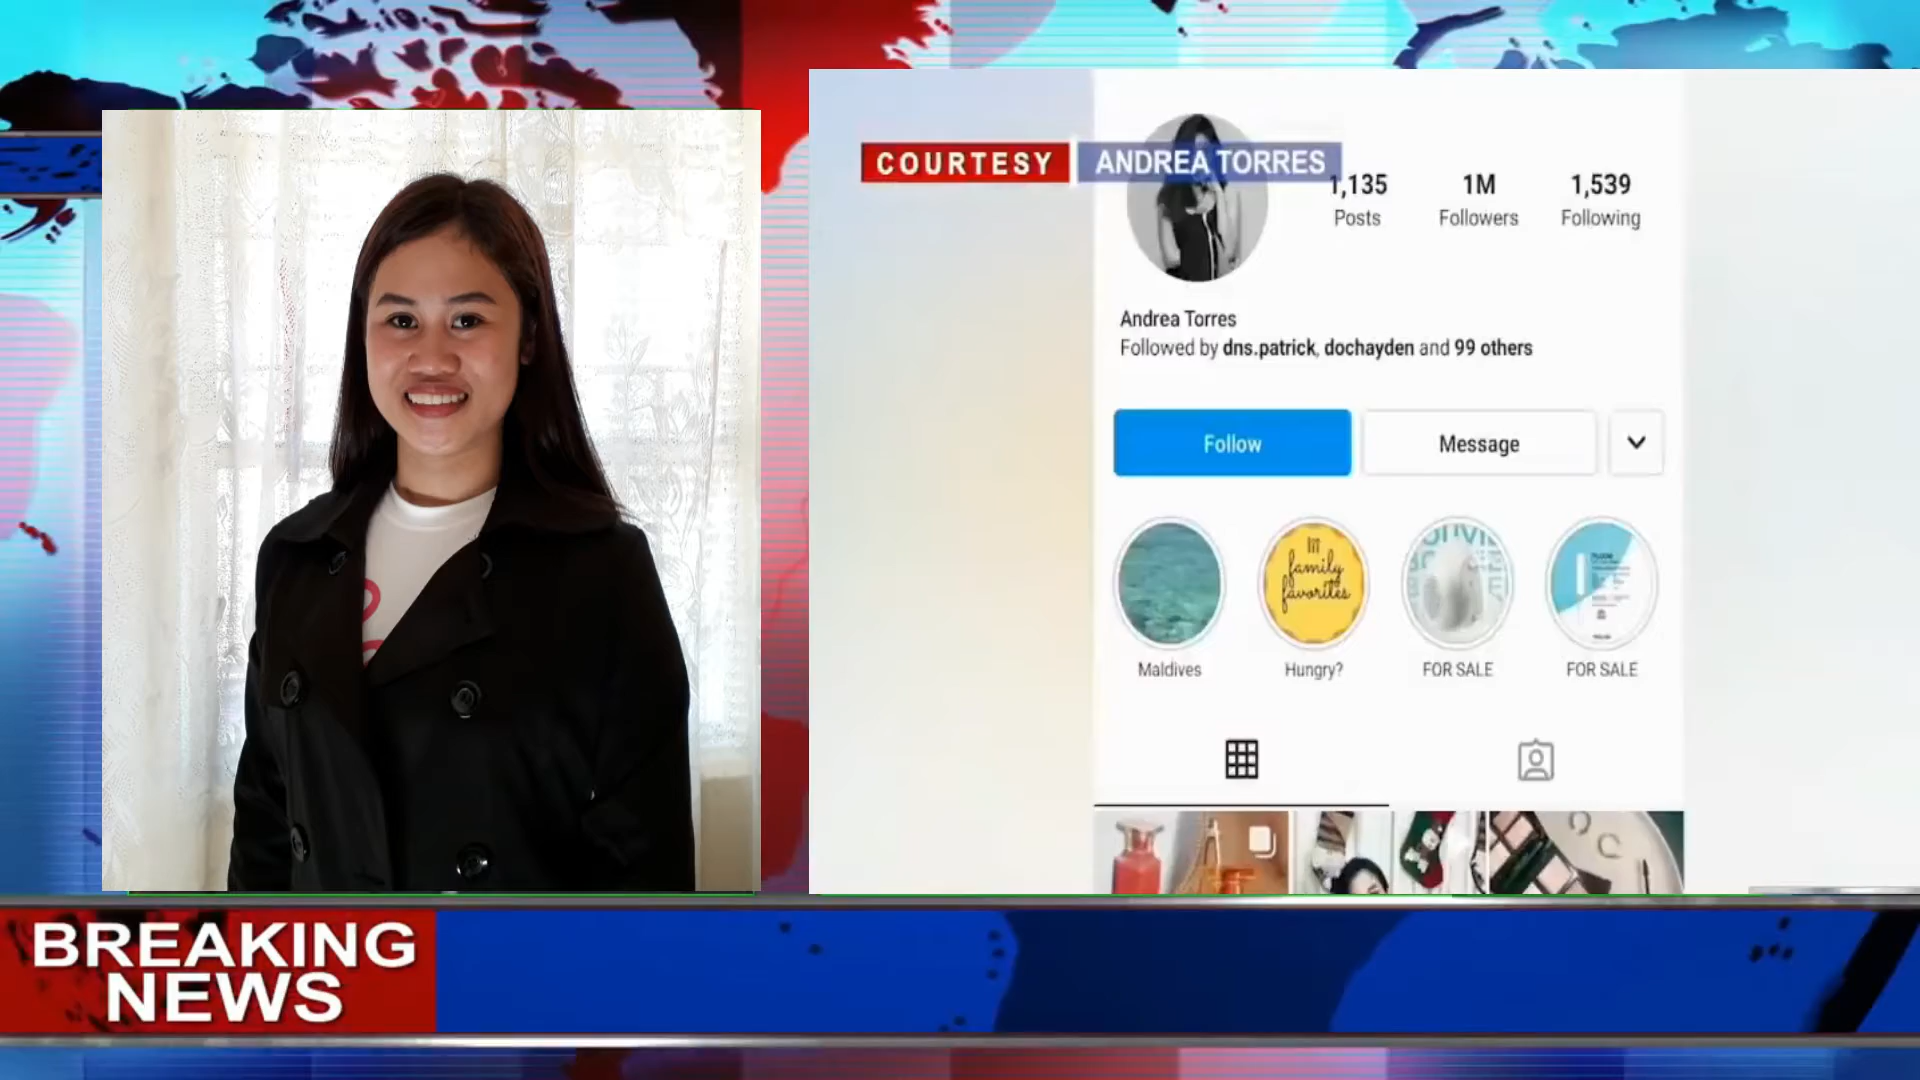 COURTESY ANDREA TORRES
1,135 1M 1,539
Posts Followers Following
Andrea Torres
Followed by dns.patrick, dochayden and 99 others
Follow Message
family
favorites
Maldives Hungry? FOR SALE FOR SALE
BREAKING
NEWS